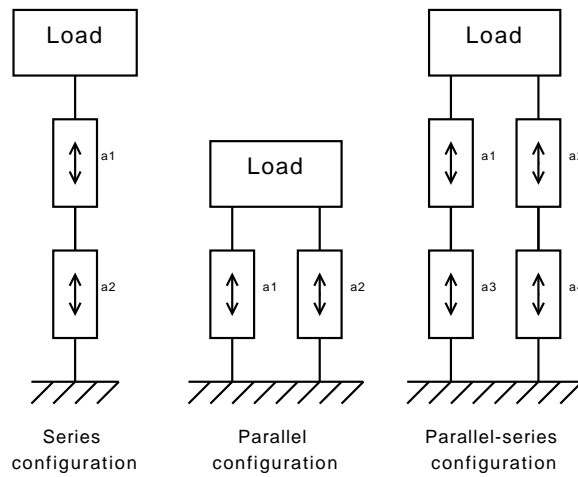 Load
a1
a2
Series
configuration
Load
a1
a2
Parallel
configuration
Load
a1
a3
Parallel-series
configuration